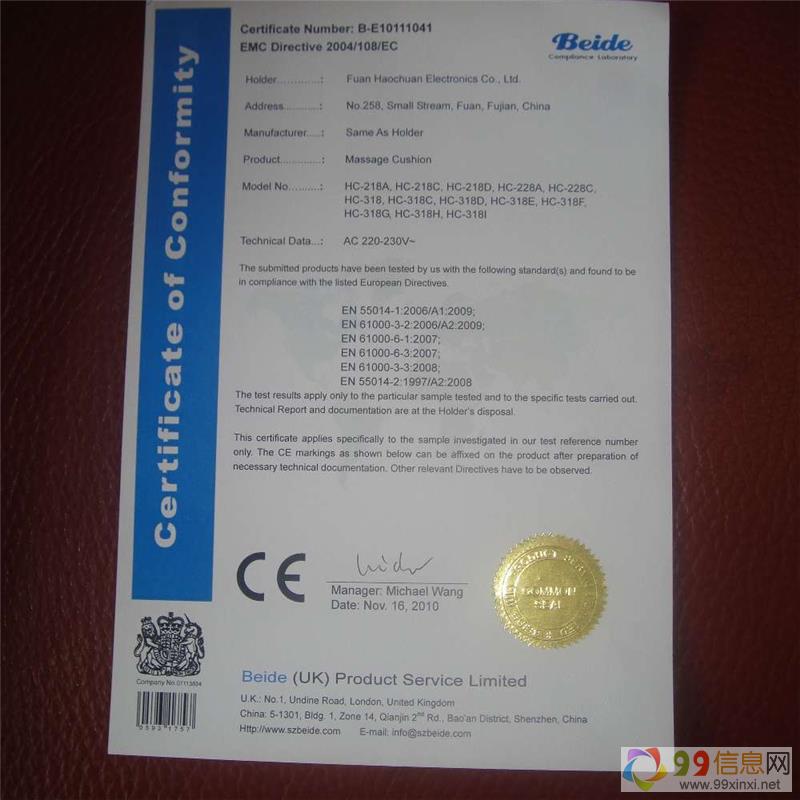 Certificate of Conformity
Certificate Number: B-E10111041
EMC Directive 2004/108/EC
Beide
Compliance Laboratory
Holder............: Fuan Haochuan Electronics Co., Ltd.
Address...........: No.258, Small Stream, Fuan, Fujian, China
Manufacturer.....: Same As Holder
Product............: Massage Cushion
Model No.........: HC-218A, HC-218C, HC-218D, HC-228A, HC-228C,
HC-318, HC-318C, HC-318D, HC-318E, HC-318F,
HC-318G, HC-318H, HC-318I
Technical Data...: AC 220-230V~
The submitted products have been tested by us with the following standard(s) and found to be
in compliance with the listed European Directives.
EN 55014-1:2006/A1:2009;
EN 61000-3-2:2006/A2:2009;
EN 61000-6-1:2007;
EN 61000-6-3:2007;
EN 61000-3-3:2008;
EN 55014-2:1997/A2:2008
The test results apply only to the particular sample tested and to the specific tests carried out.
Technical Report and documentation are at the Holder's disposal.
This certificate applies specifically to the sample investigated in our test reference number
only. The CE markings as shown below can be affixed on the product after preparation of
necessary technical documentation. Other relevant Directives have to be observed.
CE
Manager: Michael Wang
Date: Nov. 16, 2010
COMMON
SEAL
Company No.07113834
05931757
Beide (UK) Product Service Limited
U.K.: No.1, Undine Road, London, United Kingdom
China: 5-1301, Bldg. 1, Zone 14, Qianjin 2nd Rd., Bao'an District, Shenzhen, China
Http://www.szbeide.com E-mail: info@szbeide.com
99信息网
www.99xinxi.net